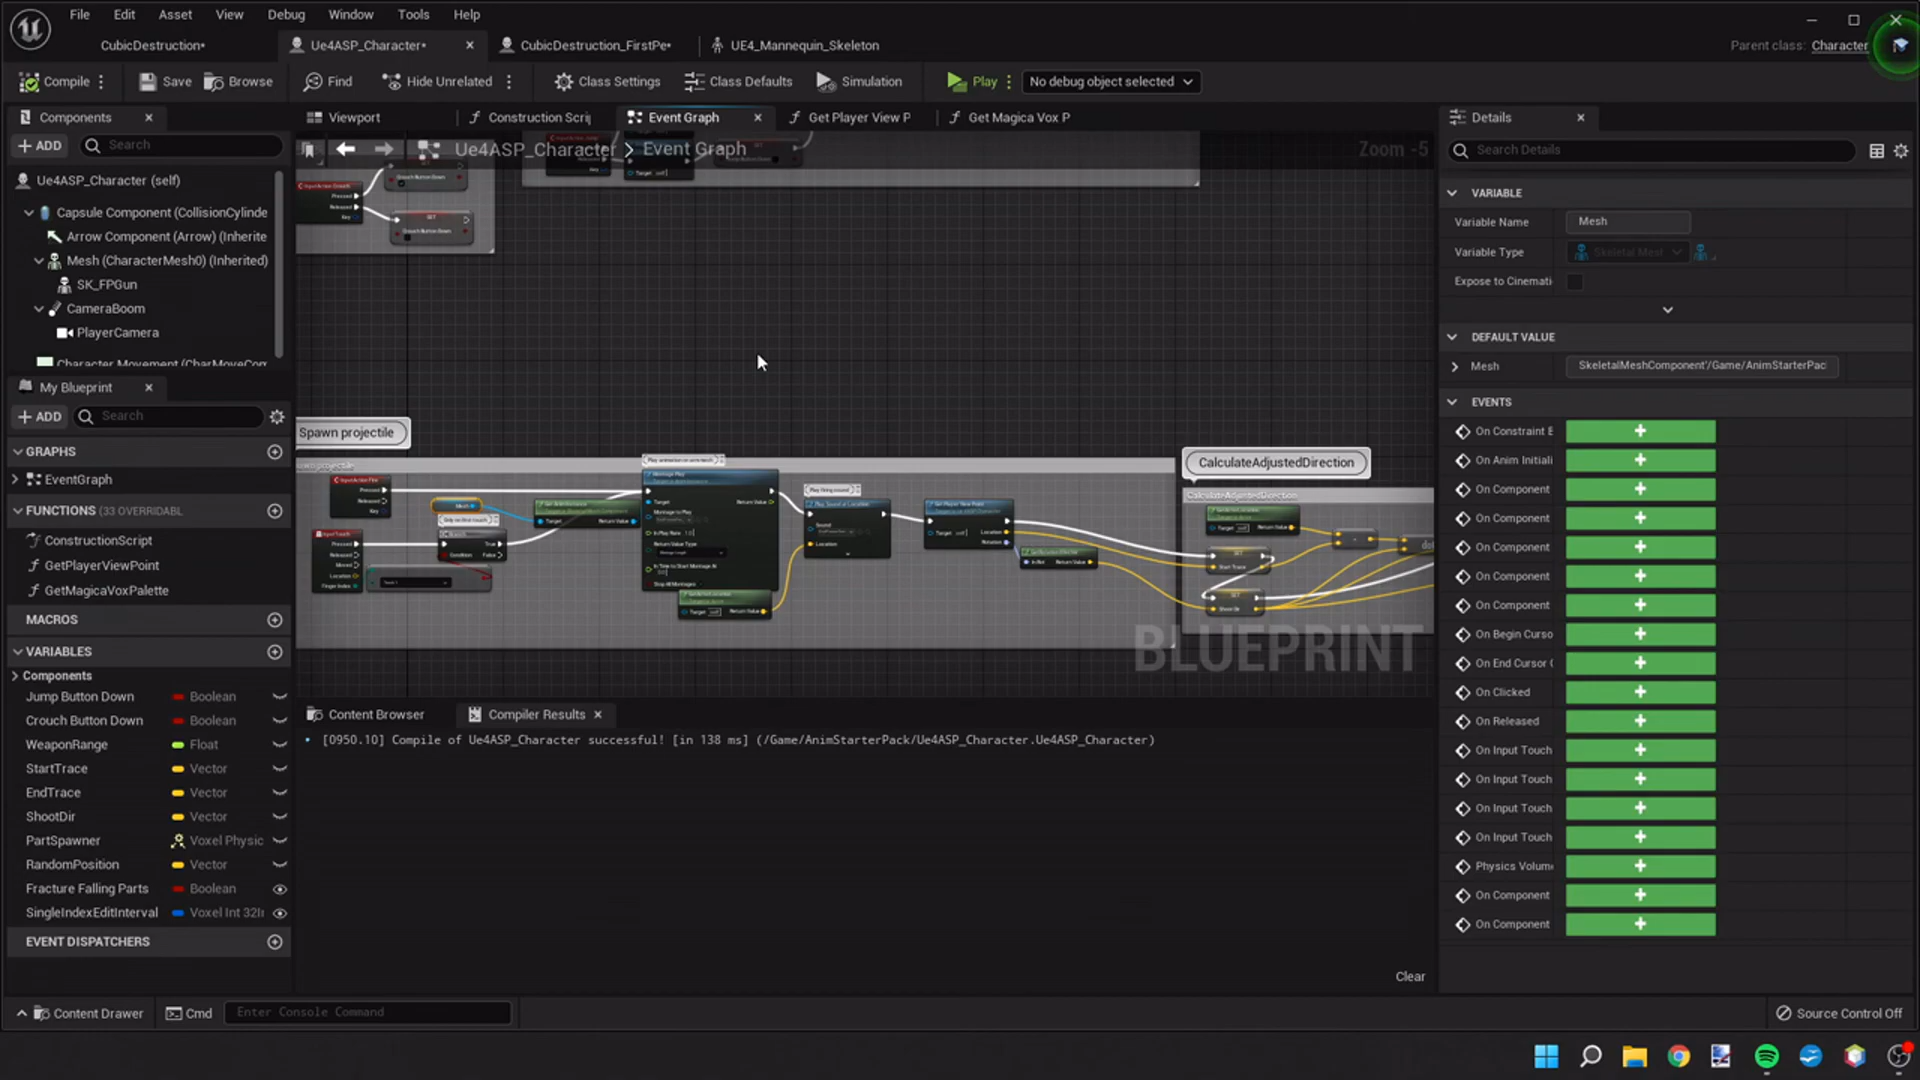 File Edit Asset View Debug Window Tools Help
CubicDestruction• Ue4ASP_Character• CubicDestruction_FirstPe• UE4_Mannequin_Skeleton
Parent class: Character
Compile Save Browse Find Hide Unrelated Class Settings Class Defaults Simulation Play No debug object selected
Components
ADD Search
Ue4ASP_Character (self)
Capsule Component (CollisionCylinde
Arrow Component (Arrow) (Inherite
Mesh (CharacterMesh0) (Inherited)
SK_FPGun
CameraBoom
PlayerCamera
Character Movement (CharMoveCom
My Blueprint
ADD Search
GRAPHS
EventGraph
FUNCTIONS (33 OVERRIDABL
ConstructionScript
GetPlayerViewPoint
GetMagicaVoxPalette
MACROS
VARIABLES
Components
Jump Button Down Boolean
Crouch Button Down Boolean
WeaponRange Float
StartTrace Vector
EndTrace Vector
ShootDir Vector
PartSpawner Voxel Physic
RandomPosition Vector
Fracture Falling Parts Boolean
SingleIndexEditInterval Voxel Int 32I
EVENT DISPATCHERS
Viewport Construction Scri Event Graph Get Player View P Get Magica Vox P
Ue4ASP_Character > Event Graph Zoom -5
Spawn projectile
CalculateAdjustedDirection
CalculateAdjustedDirection
BLUEPRINT
Content Browser Compiler Results
[0950.10] Compile of Ue4ASP_Character successful! [in 138 ms] (/Game/AnimStarterPack/Ue4ASP_Character.Ue4ASP_Character)
Clear
Details
Search Details
VARIABLE
Variable Name Mesh
Variable Type Skeletal Mesl
Expose to Cinemati
DEFAULT VALUE
Mesh SkeletalMeshComponent'/Game/AnimStarterPac
EVENTS
On Constraint B
On Anim Initiali
On Component
On Component
On Component
On Component
On Component
On Begin Curso
On End Cursor
On Clicked
On Released
On Input Touch
On Input Touch
On Input Touch
On Input Touch
Physics Volum
On Component
On Component
Content Drawer Cmd Enter Console Command Source Control Off